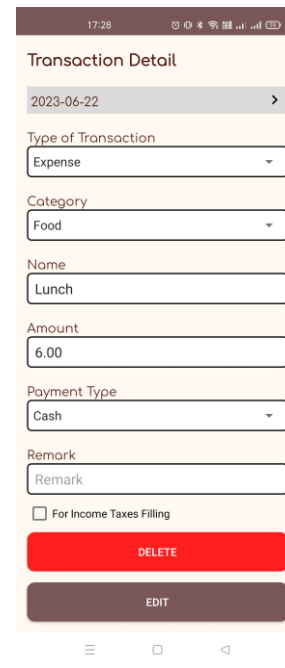 17:28
Transaction Detail
2023-06-22
Type of Transaction
Expense
Category
Food
Name
Lunch
Amount
6.00
Payment Type
Cash
Remark
Remark
For Income Taxes Filling
DELETE
EDIT